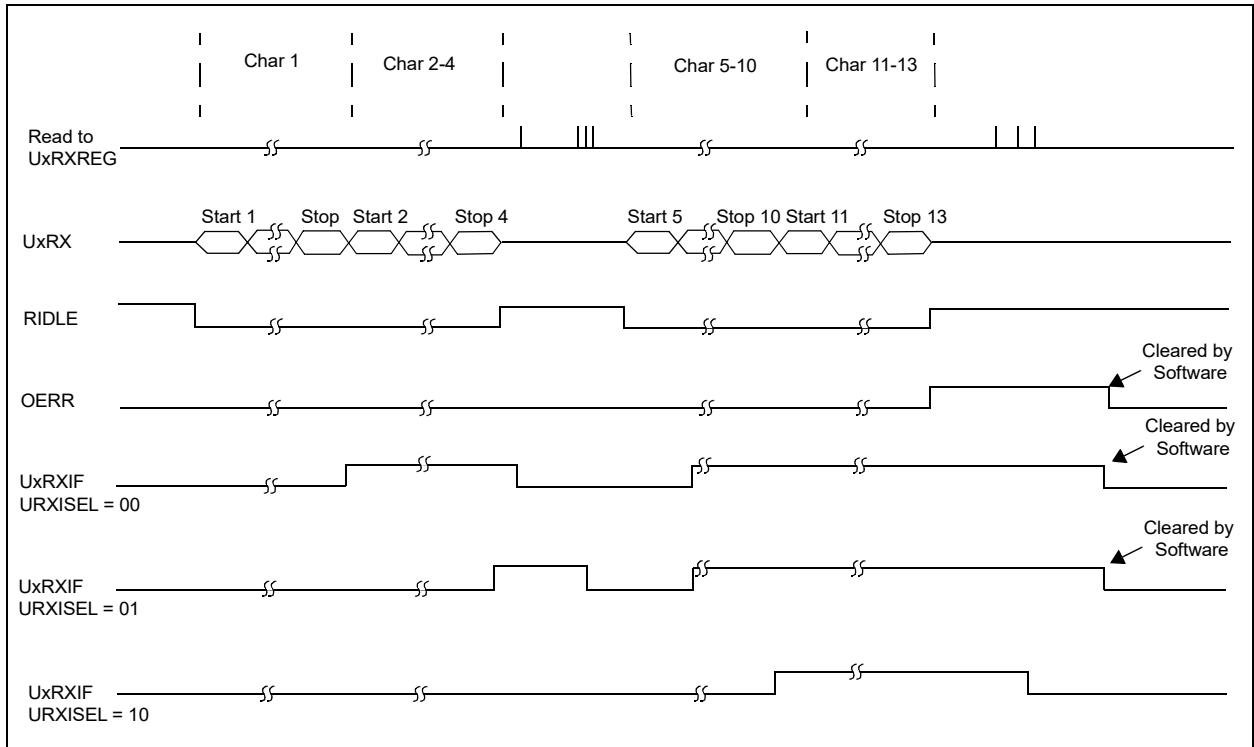 Char 1
Char 2-4
Char 5-10
Char 11-13
Read to
UxRXREG
Start 1
Stop
Start 2
Stop 4
Start 5
Stop 10
Start 11
Stop 13
UxRX
RIDLE
Cleared by
Software
OERR
Cleared by
Software
UxRXIF
URXISEL = 00
Cleared by
Software
UxRXIF
URXISEL = 01
UxRXIF
URXISEL = 10